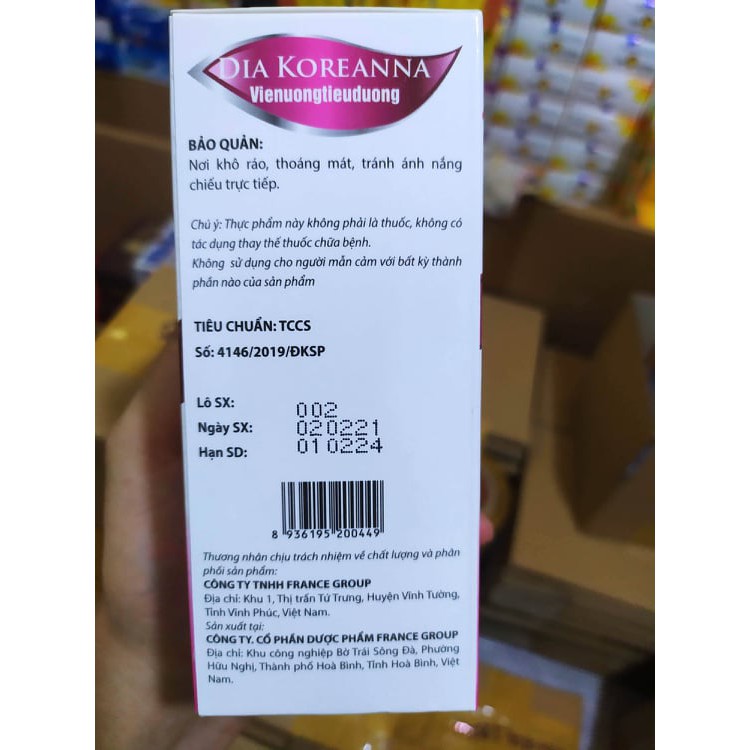 DIA KOREANNA
Vienuongtieuduong
BẢO QUẢN:
Nơi khô ráo, thoáng mát, tránh ánh nắng
chiếu trực tiếp.
Chú ý: Thực phẩm này không phải là thuốc, không có
tác dụng thay thế thuốc chữa bệnh.
Không sử dụng cho người mẫn cảm với bất kỳ thành
phần nào của sản phẩm
TIÊU CHUẨN: TCCS
Số: 4146/2019/ĐKSP
Lô SX: 002
Ngày SX: 020221
Hạn SD: 010224
8 936195 200449
Thương nhân chịu trách nhiệm về chất lượng và phân
phối sản phẩm:
CÔNG TY TNHH FRANCE GROUP
Địa chỉ: Khu 1, Thị trấn Tứ Trưng, Huyện Vĩnh Tường,
Tỉnh Vĩnh Phúc, Việt Nam.
Sản xuất tại:
CÔNG TY. CỔ PHẦN DƯỢC PHẨM FRANCE GROUP
Địa chỉ: Khu công nghiệp Bờ Trái Sông Đà, Phường
Hữu Nghị, Thành phố Hoà Bình, Tỉnh Hoà Bình, Việt
Nam.